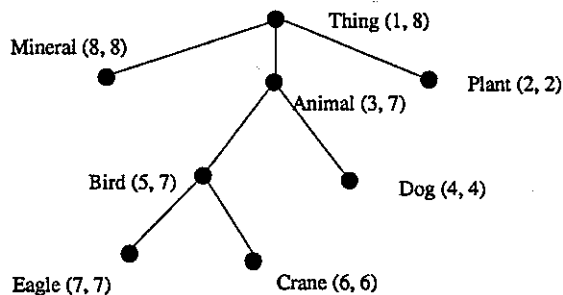 Thing (1, 8)
Mineral (8, 8)
Plant (2, 2)
Animal (3, 7)
Bird (5, 7)
Dog (4, 4)
Eagle (7, 7)
Crane (6, 6)